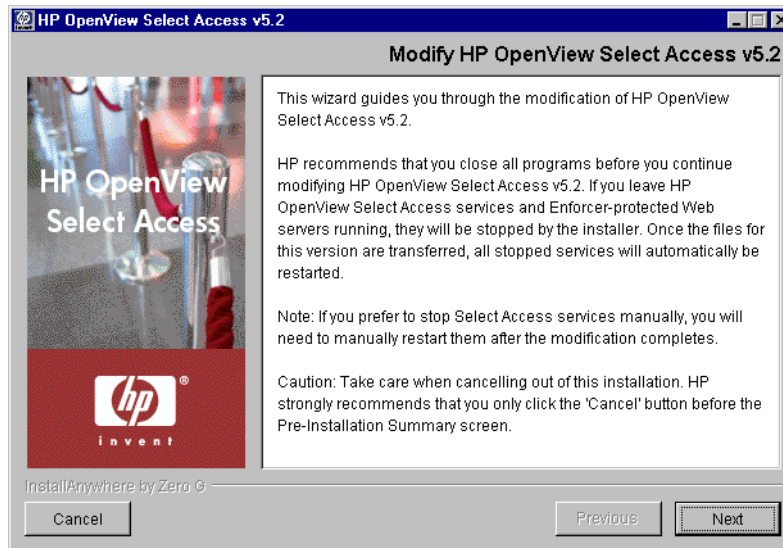 HP OpenView Select Access v5.2
Modify HP OpenView Select Access v5.2
HP OpenView
Select Access
hp
®
invent
This wizard guides you through the modification of HP OpenView
Select Access v5.2.
HP recommends that you close all programs before you continue
modifying HP OpenView Select Access v5.2. If you leave HP
OpenView Select Access services and Enforcer-protected Web
servers running, they will be stopped by the installer. Once the files for
this version are transferred, all stopped services will automatically be
restarted.
Note: If you prefer to stop Select Access services manually, you will
need to manually restart them after the modification completes.
Caution: Take care when cancelling out of this installation. HP
strongly recommends that you only click the 'Cancel' button before the
Pre-Installation Summary screen.
InstallAnywhere by Zero G
Cancel
Previous
Next